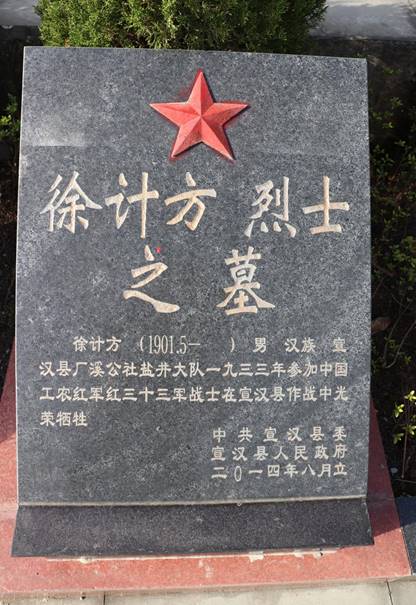 徐计方 烈士
之墓
徐计方（1901.5— ）男 汉族 宣
汉县厂溪公社盐井大队一九三三年参加中国
工农红军红三十三军战士在宣汉县作战中光
荣牺牲
中共宣汉县委
宣汉县人民政府
二0一四年八月立